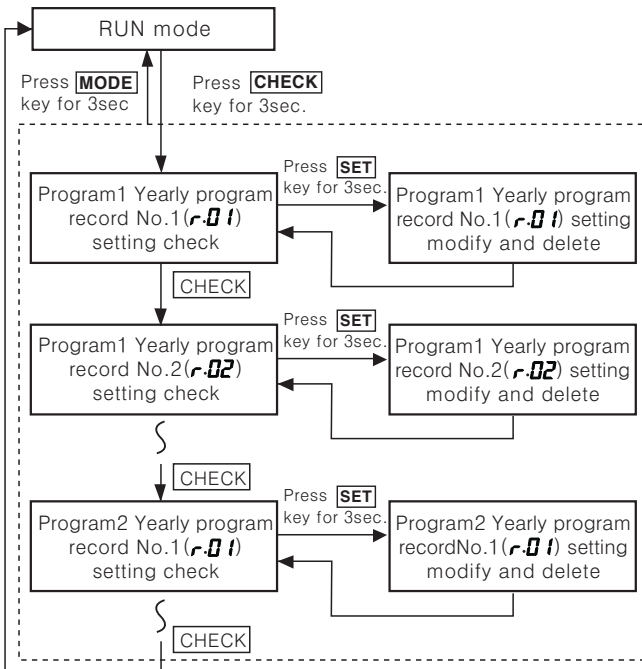 RUN mode
Press MODE
key for 3sec
Press CHECK
key for 3sec.
Program1 Yearly program
record No.1(r.01)
setting check
Press SET
key for 3sec.
Program1 Yearly program
record No.1(r.01) setting
modify and delete
CHECK
Program1 Yearly program
record No.2(r.02)
setting check
Press SET
key for 3sec.
Program1 Yearly program
record No.2(r.02) setting
modify and delete
CHECK
Program2 Yearly program
record No.1(r.01)
setting check
Press SET
key for 3sec.
Program2 Yearly program
recordNo.1(r.01) setting
modify and delete
CHECK